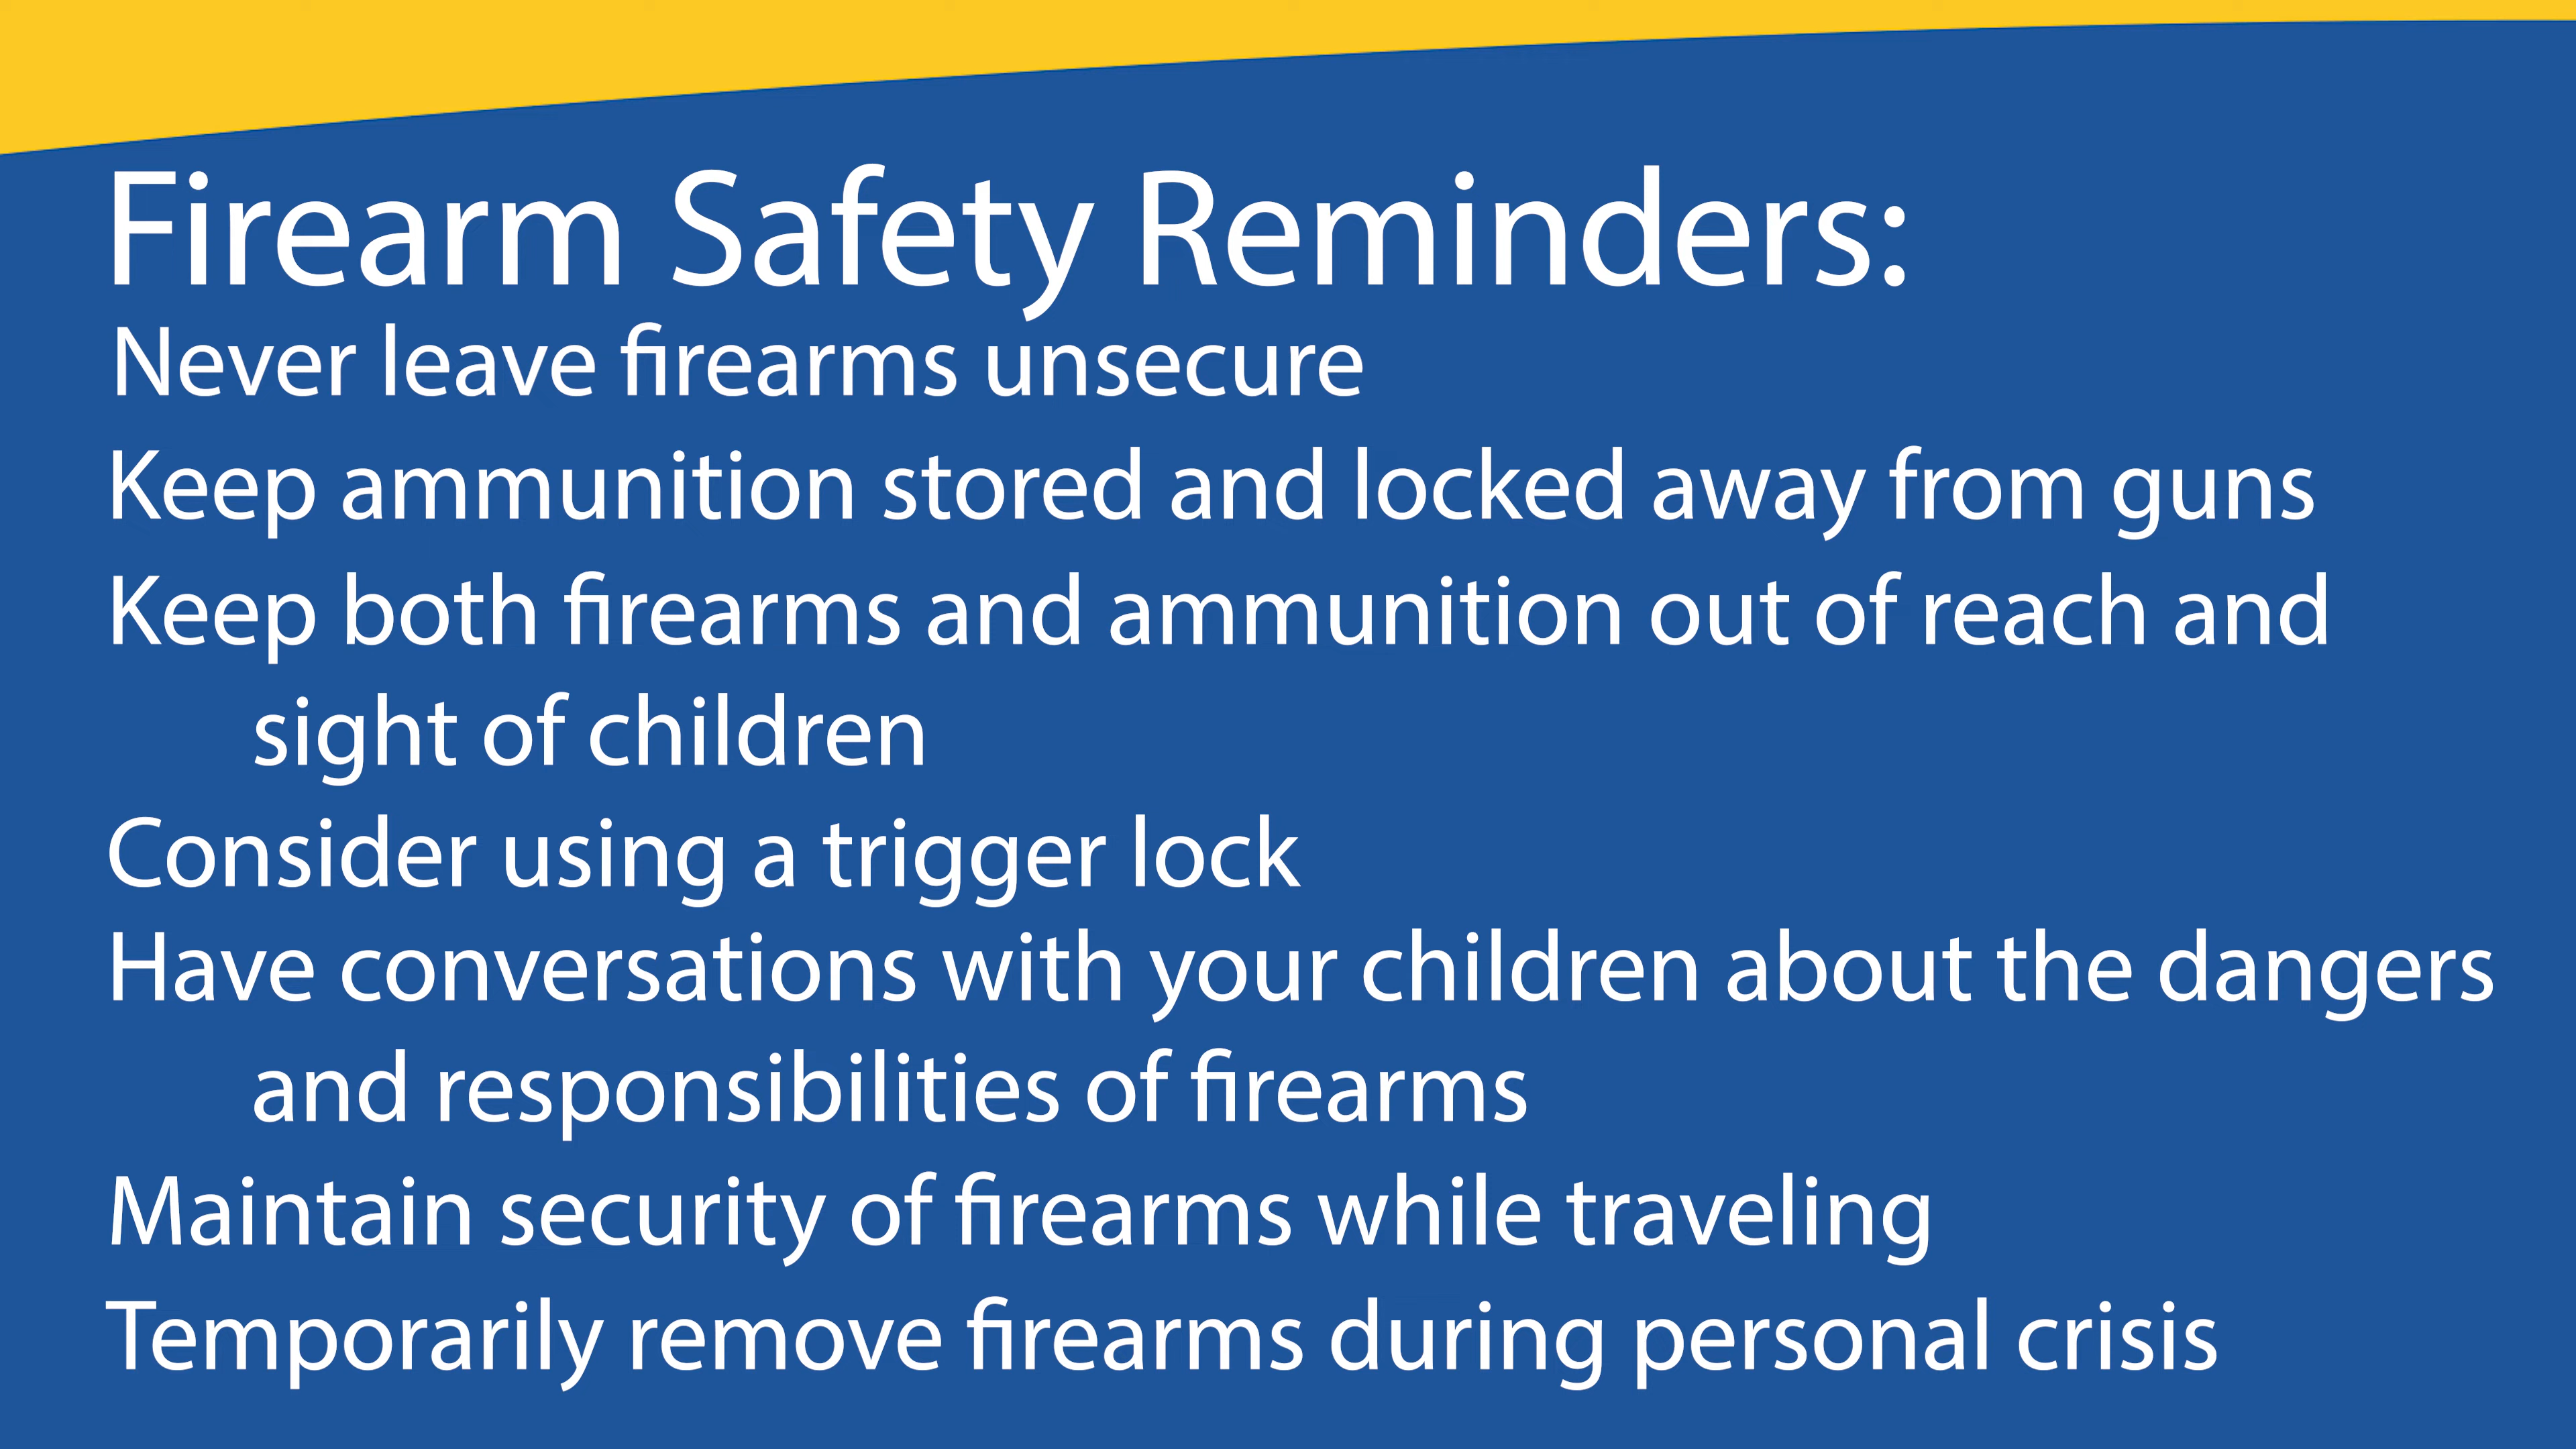 Firearm Safety Reminders:
Never leave firearms unsecure
Keep ammunition stored and locked away from guns
Keep both firearms and ammunition out of reach and
sight of children
Consider using a trigger lock
Have conversations with your children about the dangers
and responsibilities of firearms
Maintain security of firearms while traveling
Temporarily remove firearms during personal crisis